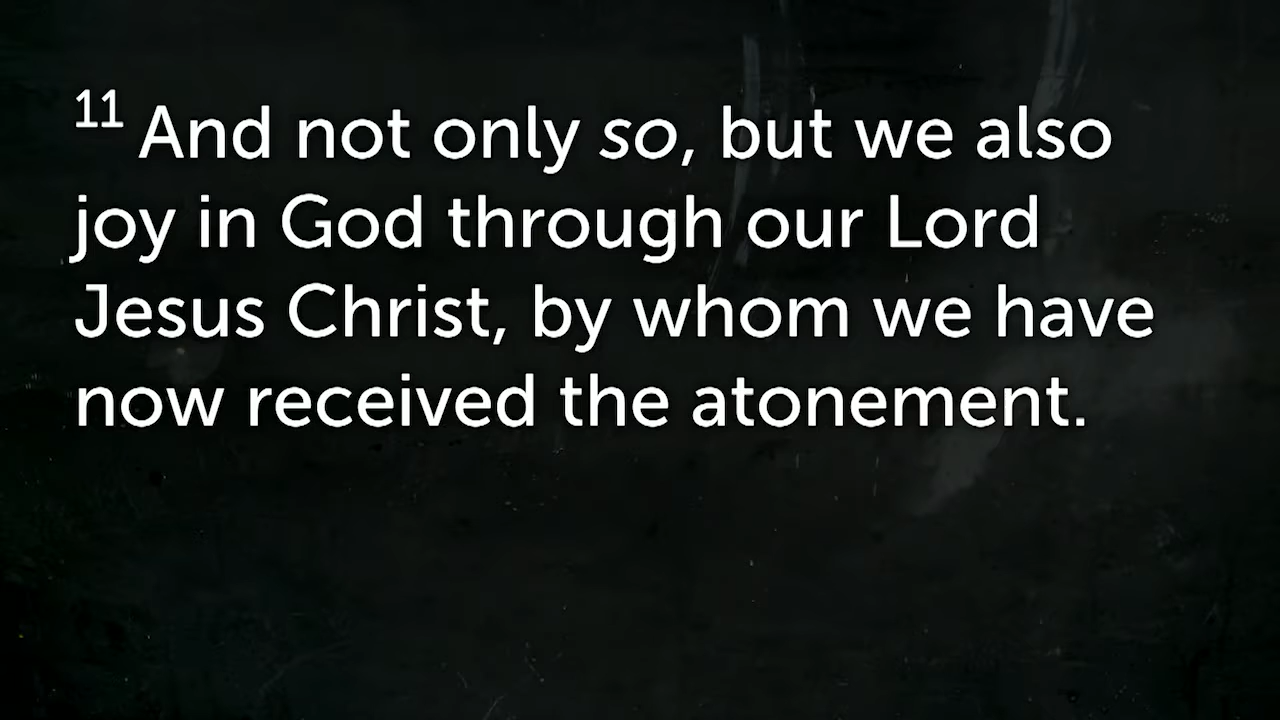 11 And not only so, but we also
joy in God through our Lord
Jesus Christ, by whom we have
now received the atonement.